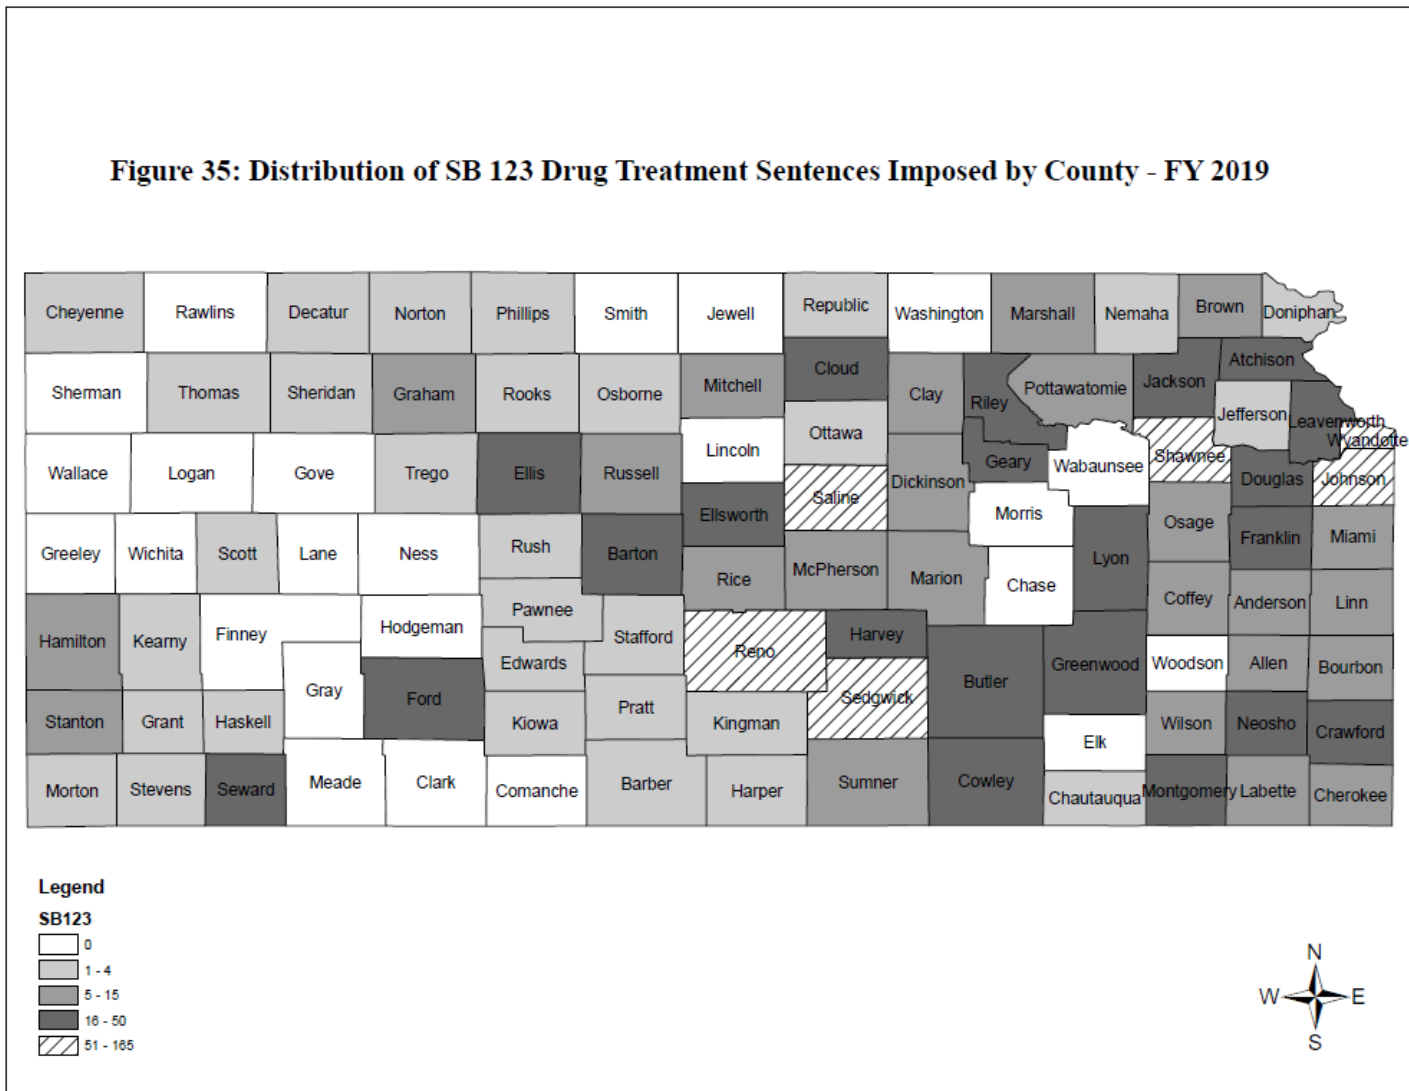 Figure 35: Distribution of SB 123 Drug Treatment Sentences Imposed by County - FY 2019
Cheyenne Rawlins Decatur Norton Phillips Smith Jewell Republic Washington Marshall Nemaha Brown Doniphan
Sherman Thomas Sheridan Graham Rooks Osborne Mitchell Cloud Clay Riley Pottawatomie Jackson Atchison
Jefferson Leavenworth Wyandotte
Wallace Logan Gove Trego Ellis Russell Lincoln Ottawa Dickinson Geary Wabaunsee Shawnee Douglas Johnson
Saline
Greeley Wichita Scott Lane Ness Rush Barton Ellsworth Morris Lyon Osage Franklin Miami
Rice McPherson Marion Chase Coffey Anderson Linn
Hamilton Kearny Finney Hodgeman Pawnee Stafford Reno Harvey Greenwood Woodson Allen Bourbon
Gray Ford Edwards Sedgwick Butler
Stanton Grant Haskell Kiowa Pratt Kingman Elk Wilson Neosho Crawford
Morton Stevens Seward Meade Clark Comanche Barber Harper Sumner Cowley Chautauqua Montgomery Labette Cherokee
Legend
SB123
0
1 - 4
5 - 15
16 - 50
51 - 165
N
W E
S